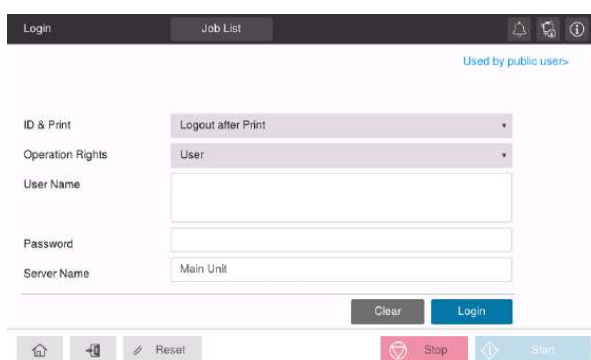 Login Job List
Used by public user>
ID & Print Logout after Print
Operation Rights User
User Name
Password
Server Name Main Unit
Clear Login
Reset Stop Start